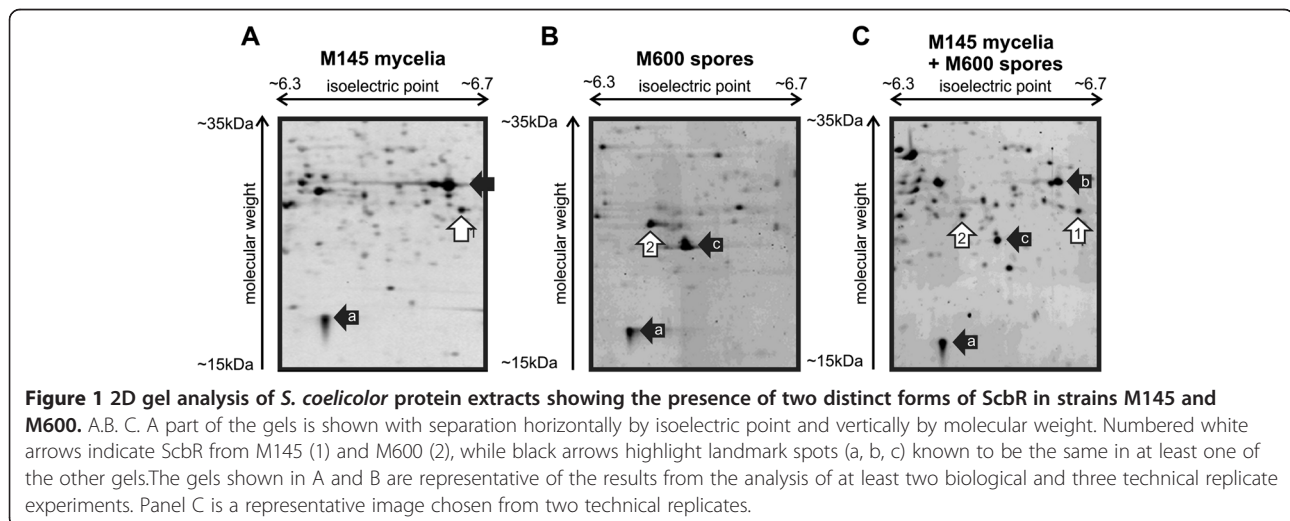 A
M145 mycelia
~6.3 isoelectric point ~6.7
~35kDa
molecular weight
~15kDa
1
a
B
M600 spores
~6.3 isoelectric point ~6.7
~35kDa
molecular weight
~15kDa
2
c
a
C
M145 mycelia
+ M600 spores
~6.3 isoelectric point ~6.7
~35kDa
molecular weight
~15kDa
b
2
1
c
a
Figure 1 2D gel analysis of S. coelicolor protein extracts showing the presence of two distinct forms of ScbR in strains M145 and
M600. A.B. C. A part of the gels is shown with separation horizontally by isoelectric point and vertically by molecular weight. Numbered white
arrows indicate ScbR from M145 (1) and M600 (2), while black arrows highlight landmark spots (a, b, c) known to be the same in at least one of
the other gels.The gels shown in A and B are representative of the results from the analysis of at least two biological and three technical replicate
experiments. Panel C is a representative image chosen from two technical replicates.